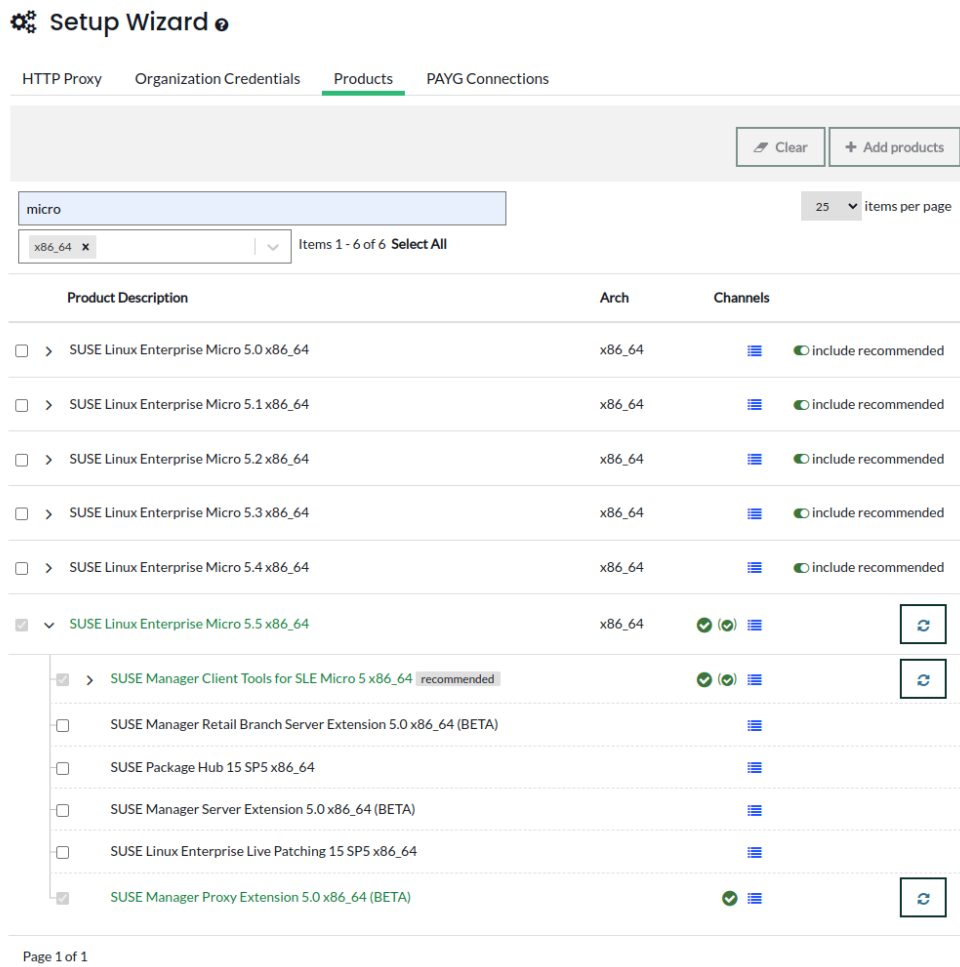 Setup Wizard
HTTP Proxy Organization Credentials Products PAYG Connections
Clear + Add products
micro 25 items per page
x86_64 × Items 1 - 6 of 6 Select All
Product Description Arch Channels
SUSE Linux Enterprise Micro 5.0 x86_64 x86_64 include recommended
SUSE Linux Enterprise Micro 5.1 x86_64 x86_64 include recommended
SUSE Linux Enterprise Micro 5.2 x86_64 x86_64 include recommended
SUSE Linux Enterprise Micro 5.3 x86_64 x86_64 include recommended
SUSE Linux Enterprise Micro 5.4 x86_64 x86_64 include recommended
SUSE Linux Enterprise Micro 5.5 x86_64 x86_64
SUSE Manager Client Tools for SLE Micro 5 x86_64 recommended
SUSE Manager Retail Branch Server Extension 5.0 x86_64 (BETA)
SUSE Package Hub 15 SP5 x86_64
SUSE Manager Server Extension 5.0 x86_64 (BETA)
SUSE Linux Enterprise Live Patching 15 SP5 x86_64
SUSE Manager Proxy Extension 5.0 x86_64 (BETA)
Page 1 of 1